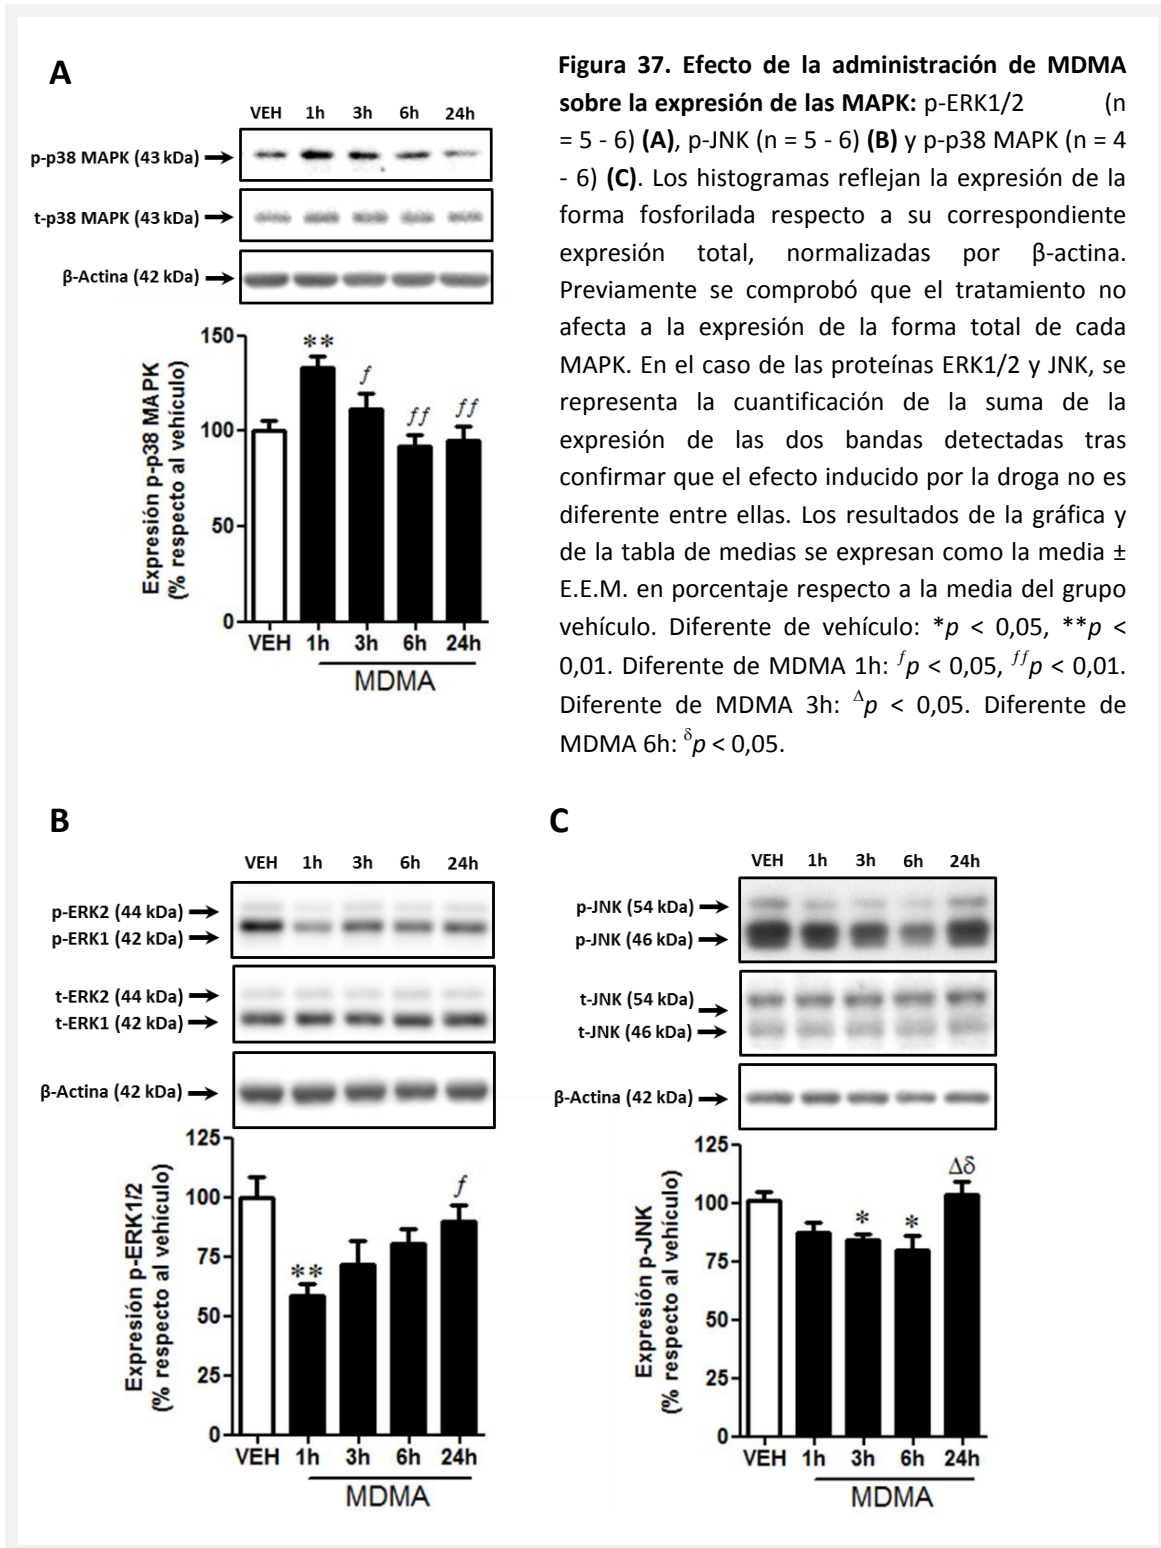 A
VEH 1h 3h 6h 24h
p-p38 MAPK (43 kDa)
t-p38 MAPK (43 kDa)
β-Actina (42 kDa)
Expresión p-p38 MAPK
(% respecto al vehículo)
150
100
50
0
**
f
ff
ff
VEH 1h 3h 6h 24h
MDMA
Figura 37. Efecto de la administración de MDMA
sobre la expresión de las MAPK: p-ERK1/2 (n
= 5 - 6) (A), p-JNK (n = 5 - 6) (B) y p-p38 MAPK (n = 4
- 6) (C). Los histogramas reflejan la expresión de la
forma fosforilada respecto a su correspondiente
expresión total, normalizadas por β-actina.
Previamente se comprobó que el tratamiento no
afecta a la expresión de la forma total de cada
MAPK. En el caso de las proteínas ERK1/2 y JNK, se
representa la cuantificación de la suma de la
expresión de las dos bandas detectadas tras
confirmar que el efecto inducido por la droga no es
diferente entre ellas. Los resultados de la gráfica y
de la tabla de medias se expresan como la media ±
E.E.M. en porcentaje respecto a la media del grupo
vehículo. Diferente de vehículo: *p < 0,05, **p <
0,01. Diferente de MDMA 1h: fp < 0,05, ffp < 0,01.
Diferente de MDMA 3h: Δp < 0,05. Diferente de
MDMA 6h: δp < 0,05.
B
VEH 1h 3h 6h 24h
p-ERK2 (44 kDa)
p-ERK1 (42 kDa)
t-ERK2 (44 kDa)
t-ERK1 (42 kDa)
β-Actina (42 kDa)
Expresión p-ERK1/2
(% respecto al vehículo)
125
100
75
50
25
0
**
f
VEH 1h 3h 6h 24h
MDMA
C
VEH 1h 3h 6h 24h
p-JNK (54 kDa)
p-JNK (46 kDa)
t-JNK (54 kDa)
t-JNK (46 kDa)
β-Actina (42 kDa)
Expresión p-JNK
(% respecto al vehículo)
125
100
75
50
25
0
*
*
Δδ
VEH 1h 3h 6h 24h
MDMA